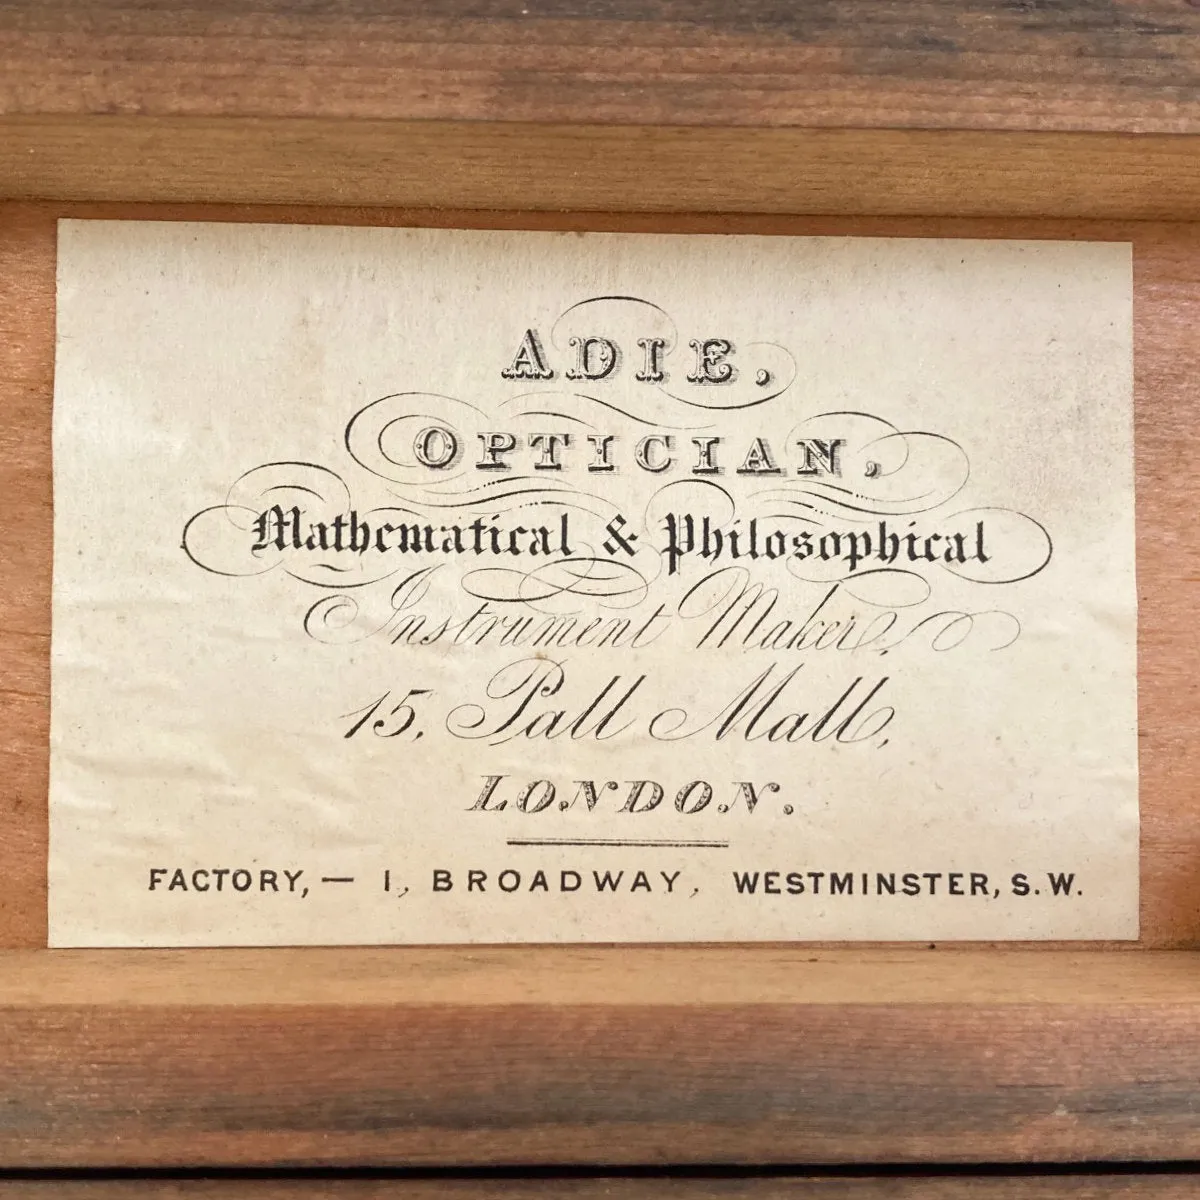 ADIE,
OPTICIAN,
Mathematical & Philosophical
Instrument Maker,
15, Pall Mall,
LONDON.
FACTORY,— 1, BROADWAY, WESTMINSTER, S.W.